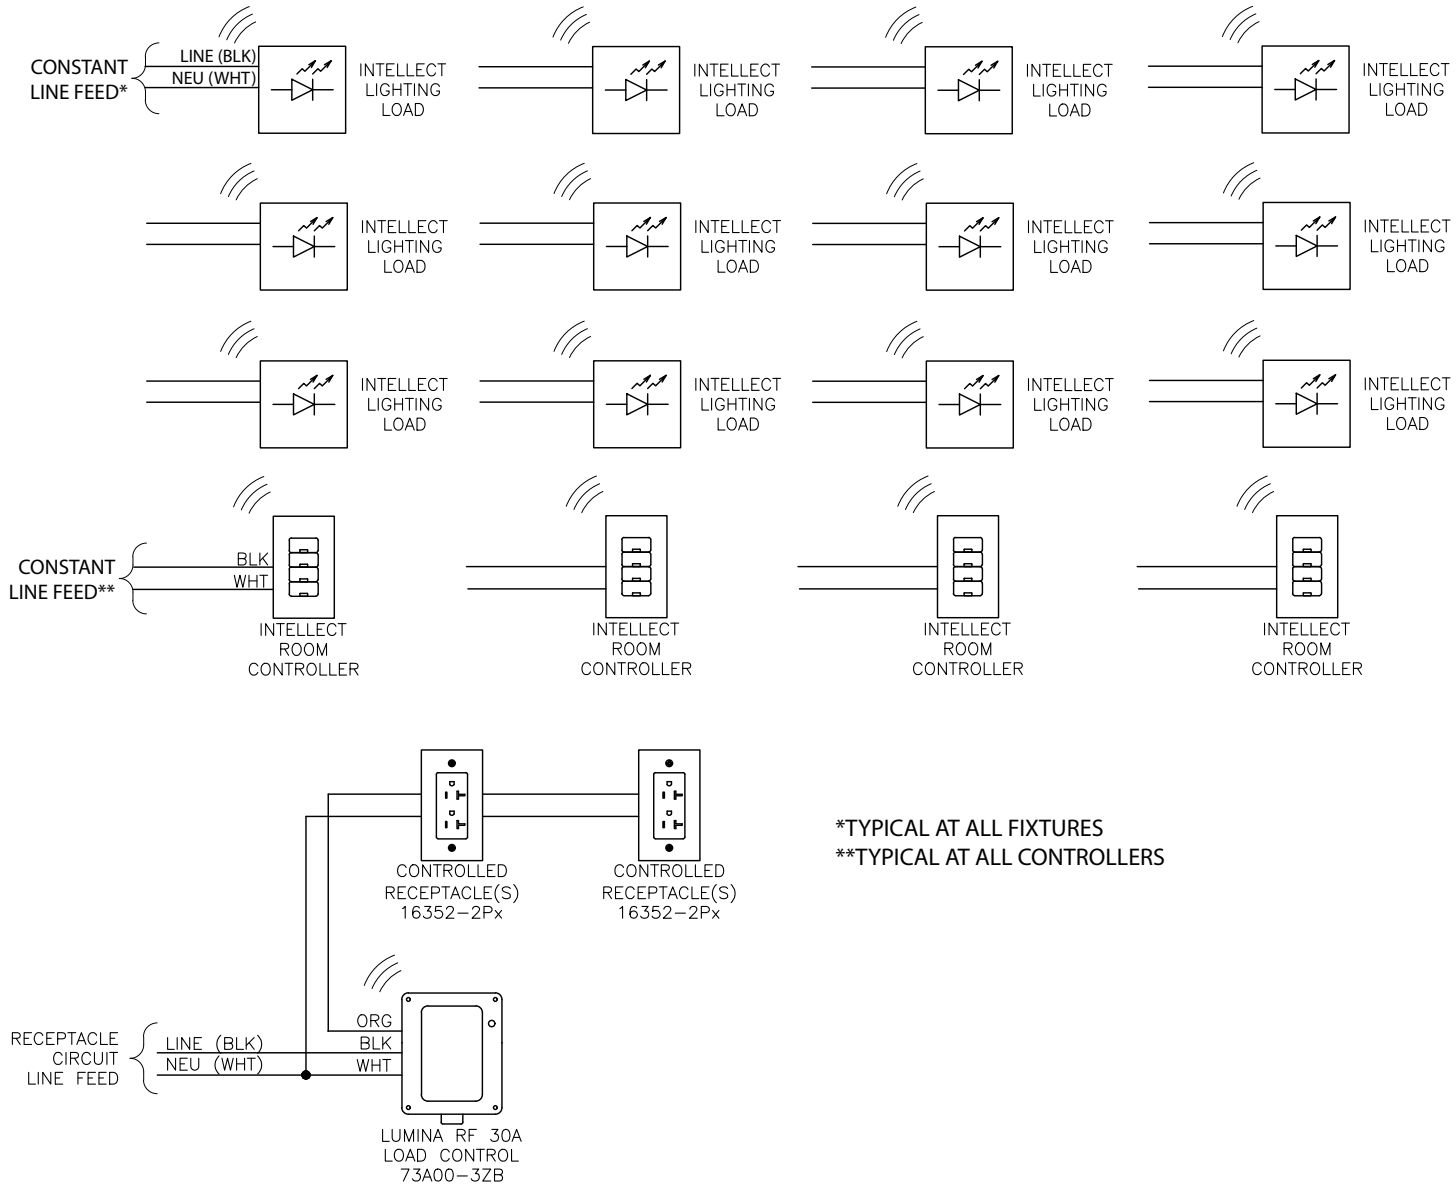 CONSTANT
LINE FEED*
LINE (BLK)
NEU (WHT)
INTELLECT
LIGHTING
LOAD
INTELLECT
LIGHTING
LOAD
INTELLECT
LIGHTING
LOAD
INTELLECT
LIGHTING
LOAD
INTELLECT
LIGHTING
LOAD
INTELLECT
LIGHTING
LOAD
INTELLECT
LIGHTING
LOAD
INTELLECT
LIGHTING
LOAD
INTELLECT
LIGHTING
LOAD
INTELLECT
LIGHTING
LOAD
INTELLECT
LIGHTING
LOAD
INTELLECT
LIGHTING
LOAD
CONSTANT
LINE FEED**
BLK
WHT
INTELLECT
ROOM
CONTROLLER
INTELLECT
ROOM
CONTROLLER
INTELLECT
ROOM
CONTROLLER
INTELLECT
ROOM
CONTROLLER
CONTROLLED
RECEPTACLE(S)
16352-2Px
CONTROLLED
RECEPTACLE(S)
16352-2Px
*TYPICAL AT ALL FIXTURES
**TYPICAL AT ALL CONTROLLERS
RECEPTACLE
CIRCUIT
LINE FEED
LINE (BLK)
NEU (WHT)
ORG
BLK
WHT
LUMINA RF 30A
LOAD CONTROL
73A00-3ZB